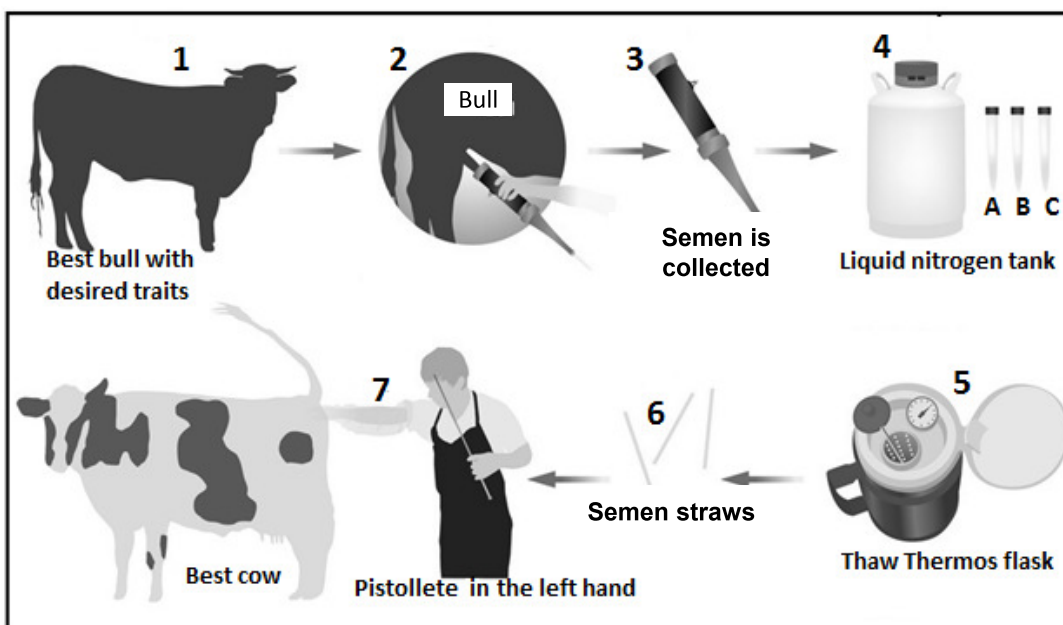 1
2
Bull
3
4
A B C
Best bull with
desired traits
Semen is
collected
Liquid nitrogen tank
7
6
5
Best cow
Pistollete in the left hand
Semen straws
Thaw Thermos flask